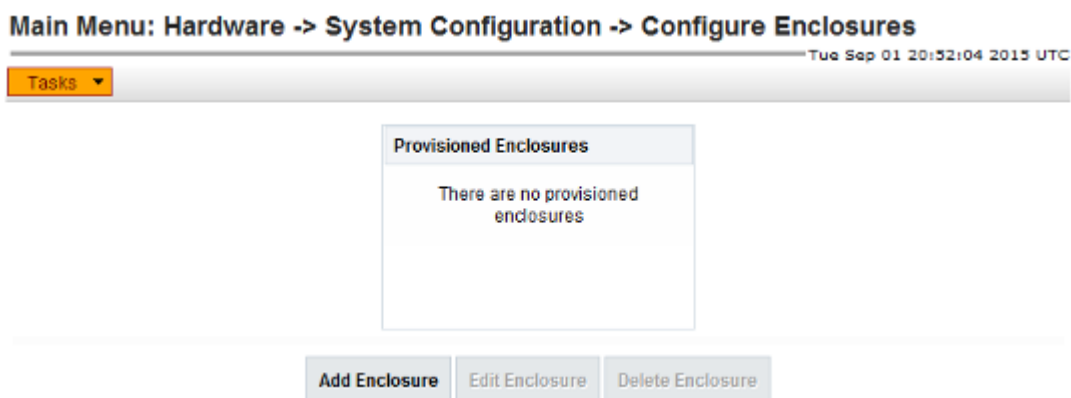 Main Menu: Hardware -> System Configuration -> Configure Enclosures
Tue Sep 01 20:52:04 2015 UTC
Tasks
Provisioned Enclosures
There are no provisioned
enclosures
Add Enclosure Edit Enclosure Delete Enclosure